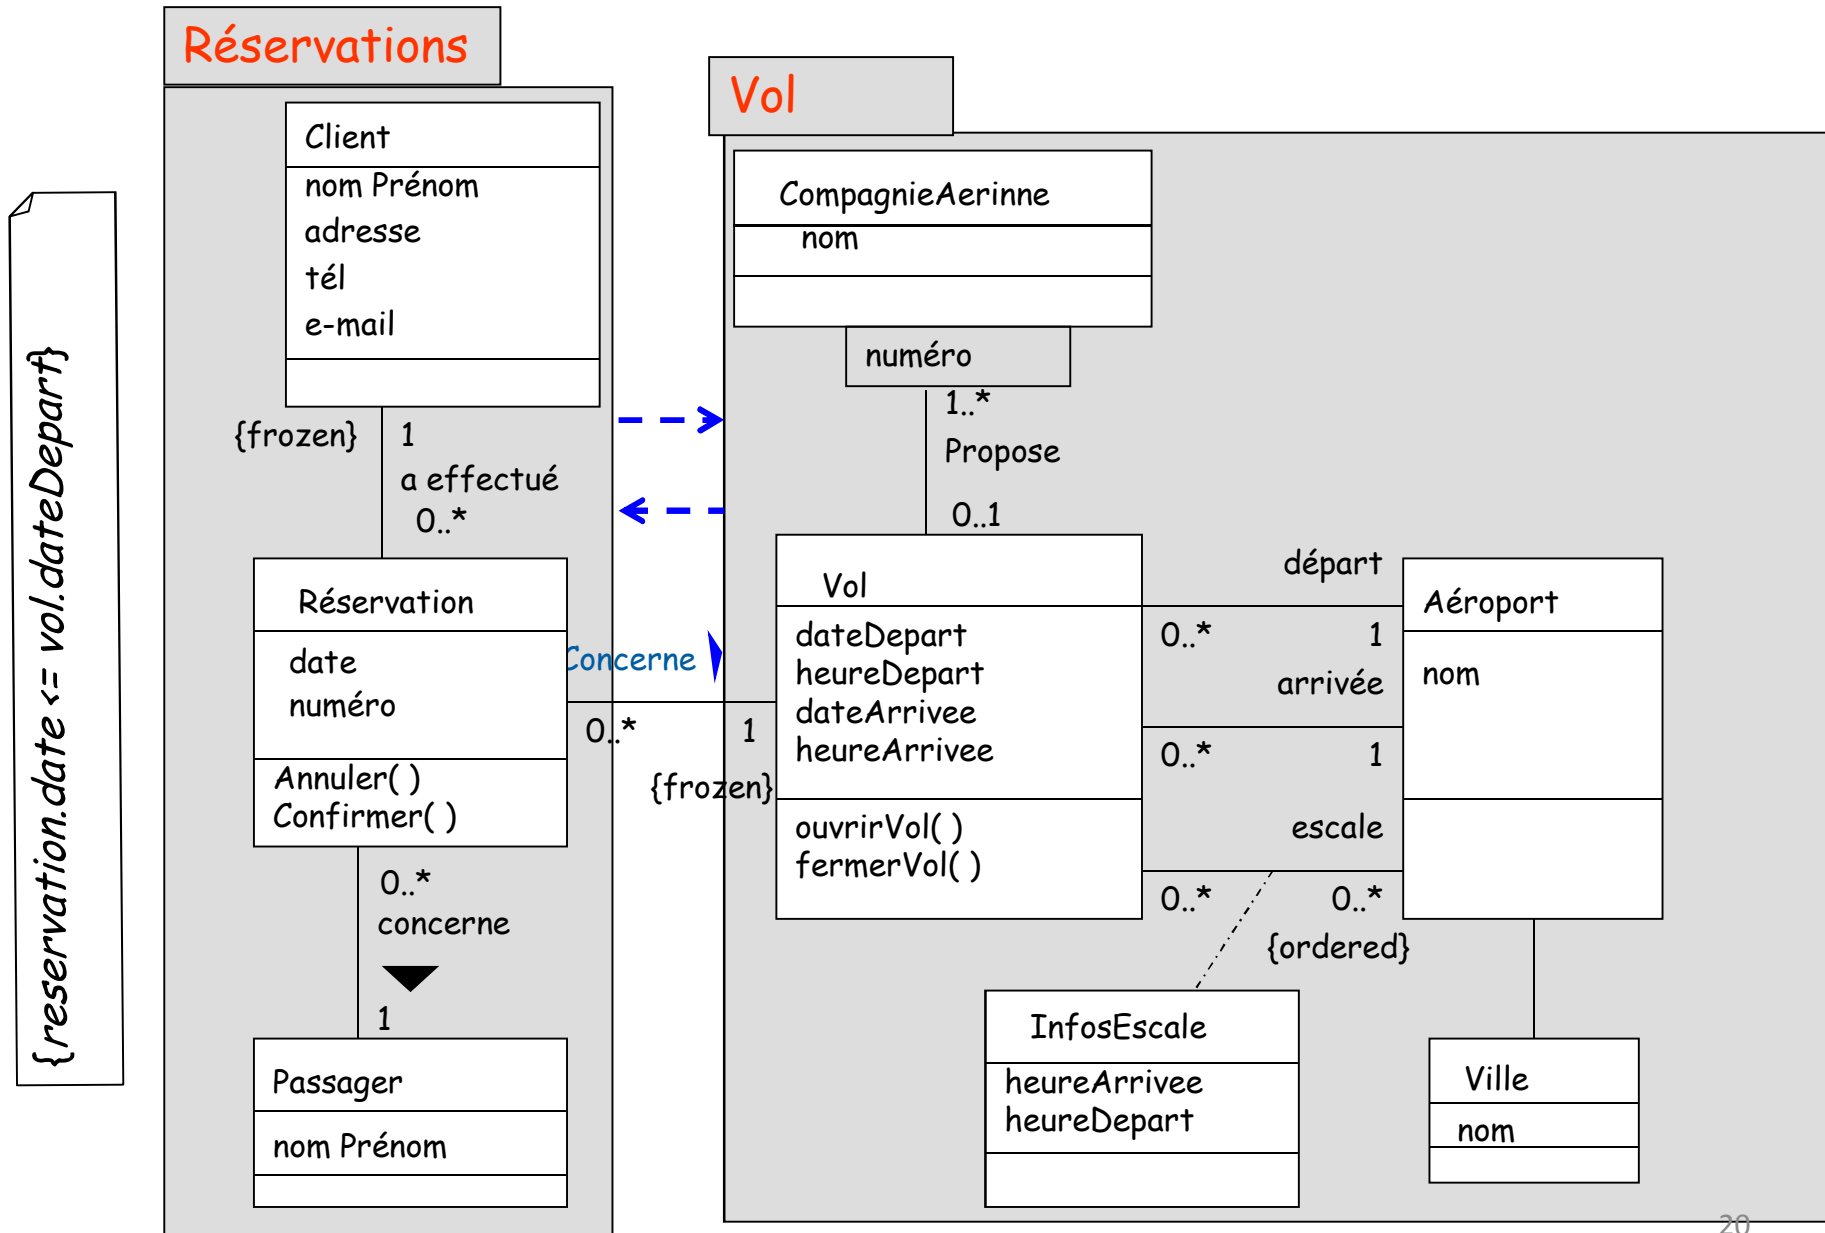 Réservations
Client
nom Prénom
adresse
tél
e-mail
{frozen}
1
a effectué
0..*
Réservation
date
numéro
Annuler( )
Confirmer( )
0..*
concerne
1
Passager
nom Prénom
{reservation.date <= vol.dateDepart}
Concerne
0..*
1
{frozen}
Vol
CompagnieAerinne
nom
numéro
1..*
Propose
0..1
Vol
dateDepart
heureDepart
dateArrivee
heureArrivee
ouvrirVol( )
fermerVol( )
départ
0..*
1
arrivée
0..*
1
escale
0..*
0..*
{ordered}
Aéroport
nom
InfosEscale
heureArrivee
heureDepart
Ville
nom
20